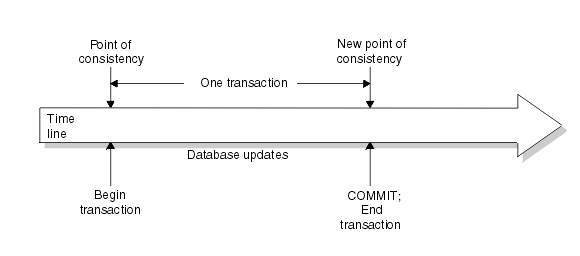 Point of
consistency
New point of
consistency
One transaction
Time
line
Database updates
Begin
transaction
COMMIT;
End
transaction